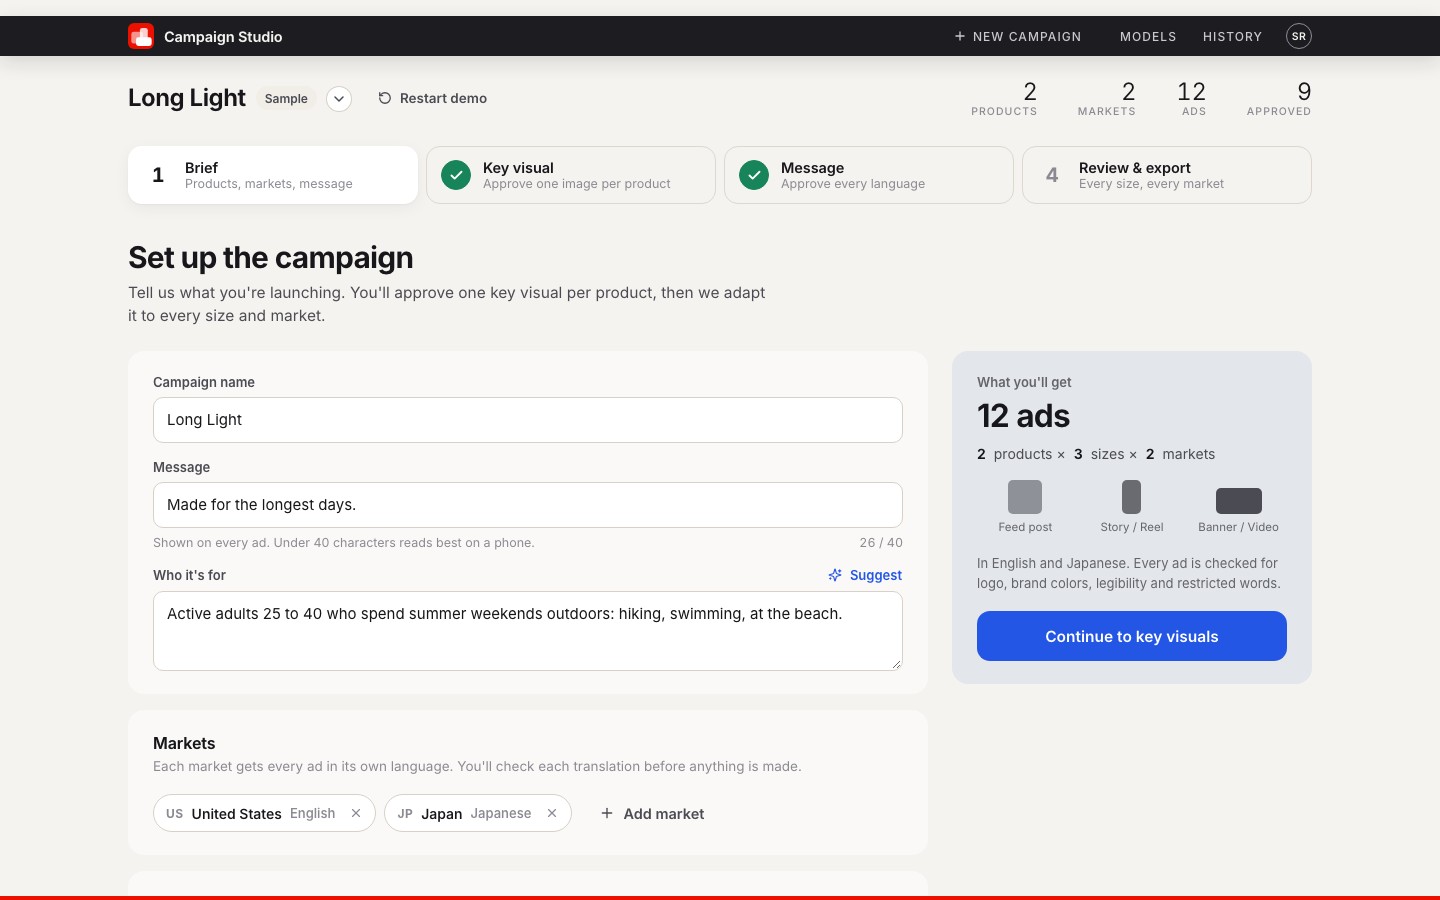 Campaign Studio
NEW CAMPAIGN
MODELS
HISTORY
SR
Long Light
Sample
Restart demo
2
PRODUCTS
2
MARKETS
12
ADS
9
APPROVED
1
Brief
Products, markets, message
Key visual
Approve one image per product
Message
Approve every language
4
Review & export
Every size, every market
Set up the campaign
Tell us what you're launching. You'll approve one key visual per product, then we adapt
it to every size and market.
Campaign name
Long Light
Message
Made for the longest days.
Shown on every ad. Under 40 characters reads best on a phone.
26 / 40
Who it's for
Suggest
Active adults 25 to 40 who spend summer weekends outdoors: hiking, swimming, at the beach.
What you'll get
12 ads
2 products × 3 sizes × 2 markets
Feed post
Story / Reel
Banner / Video
In English and Japanese. Every ad is checked for
logo, brand colors, legibility and restricted words.
Continue to key visuals
Markets
Each market gets every ad in its own language. You'll check each translation before anything is made.
US United States English
JP Japan Japanese
Add market